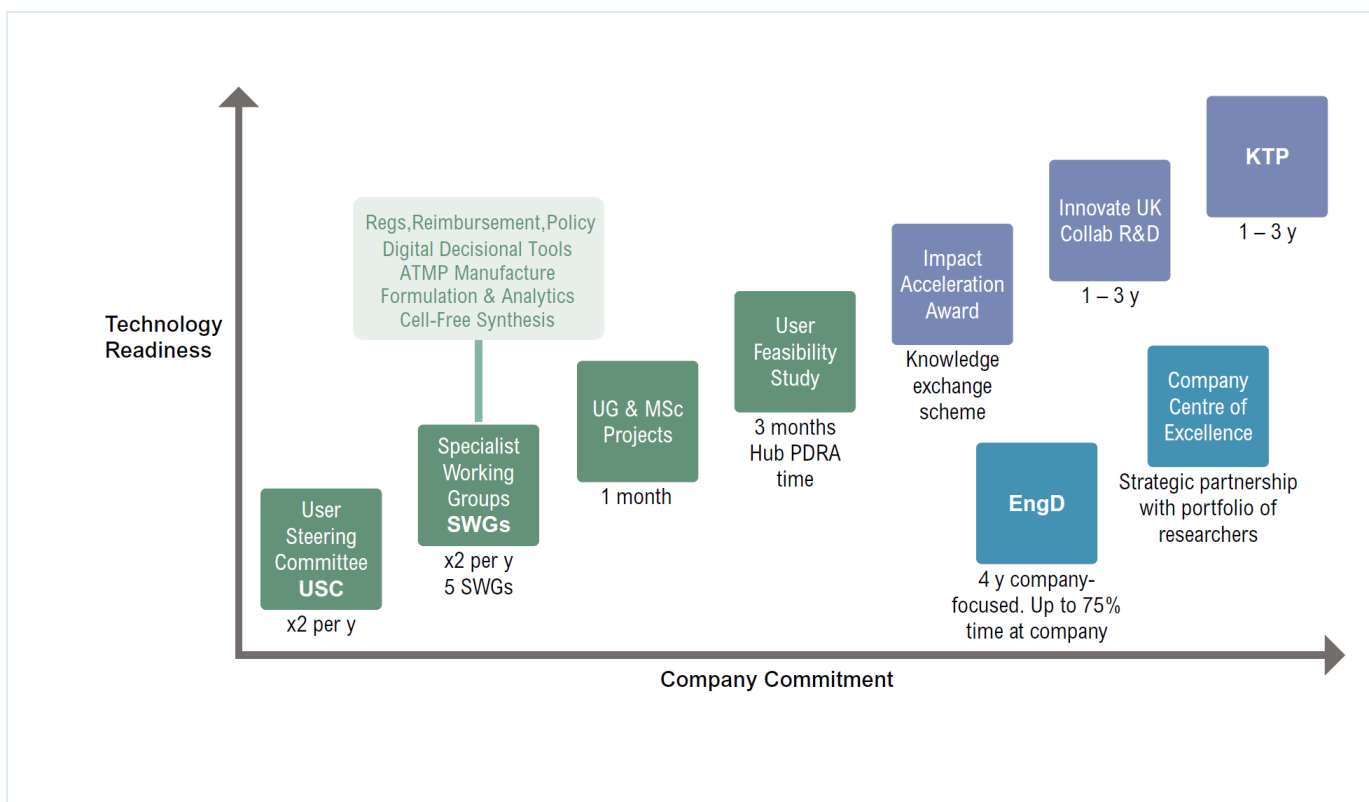 Technology
Readiness
Company Commitment
User
Steering
Committee
USC
x2 per y
Regs,Reimbursement,Policy
Digital Decisional Tools
ATMP Manufacture
Formulation & Analytics
Cell-Free Synthesis
Specialist
Working
Groups
SWGs
x2 per y
5 SWGs
UG & MSc
Projects
1 month
User
Feasibility
Study
3 months
Hub PDRA
time
Impact
Acceleration
Award
Knowledge
exchange
scheme
Innovate UK
Collab R&D
1 – 3 y
KTP
1 – 3 y
EngD
4 y company-
focused. Up to 75%
time at company
Company
Centre of
Excellence
Strategic partnership
with portfolio of
researchers